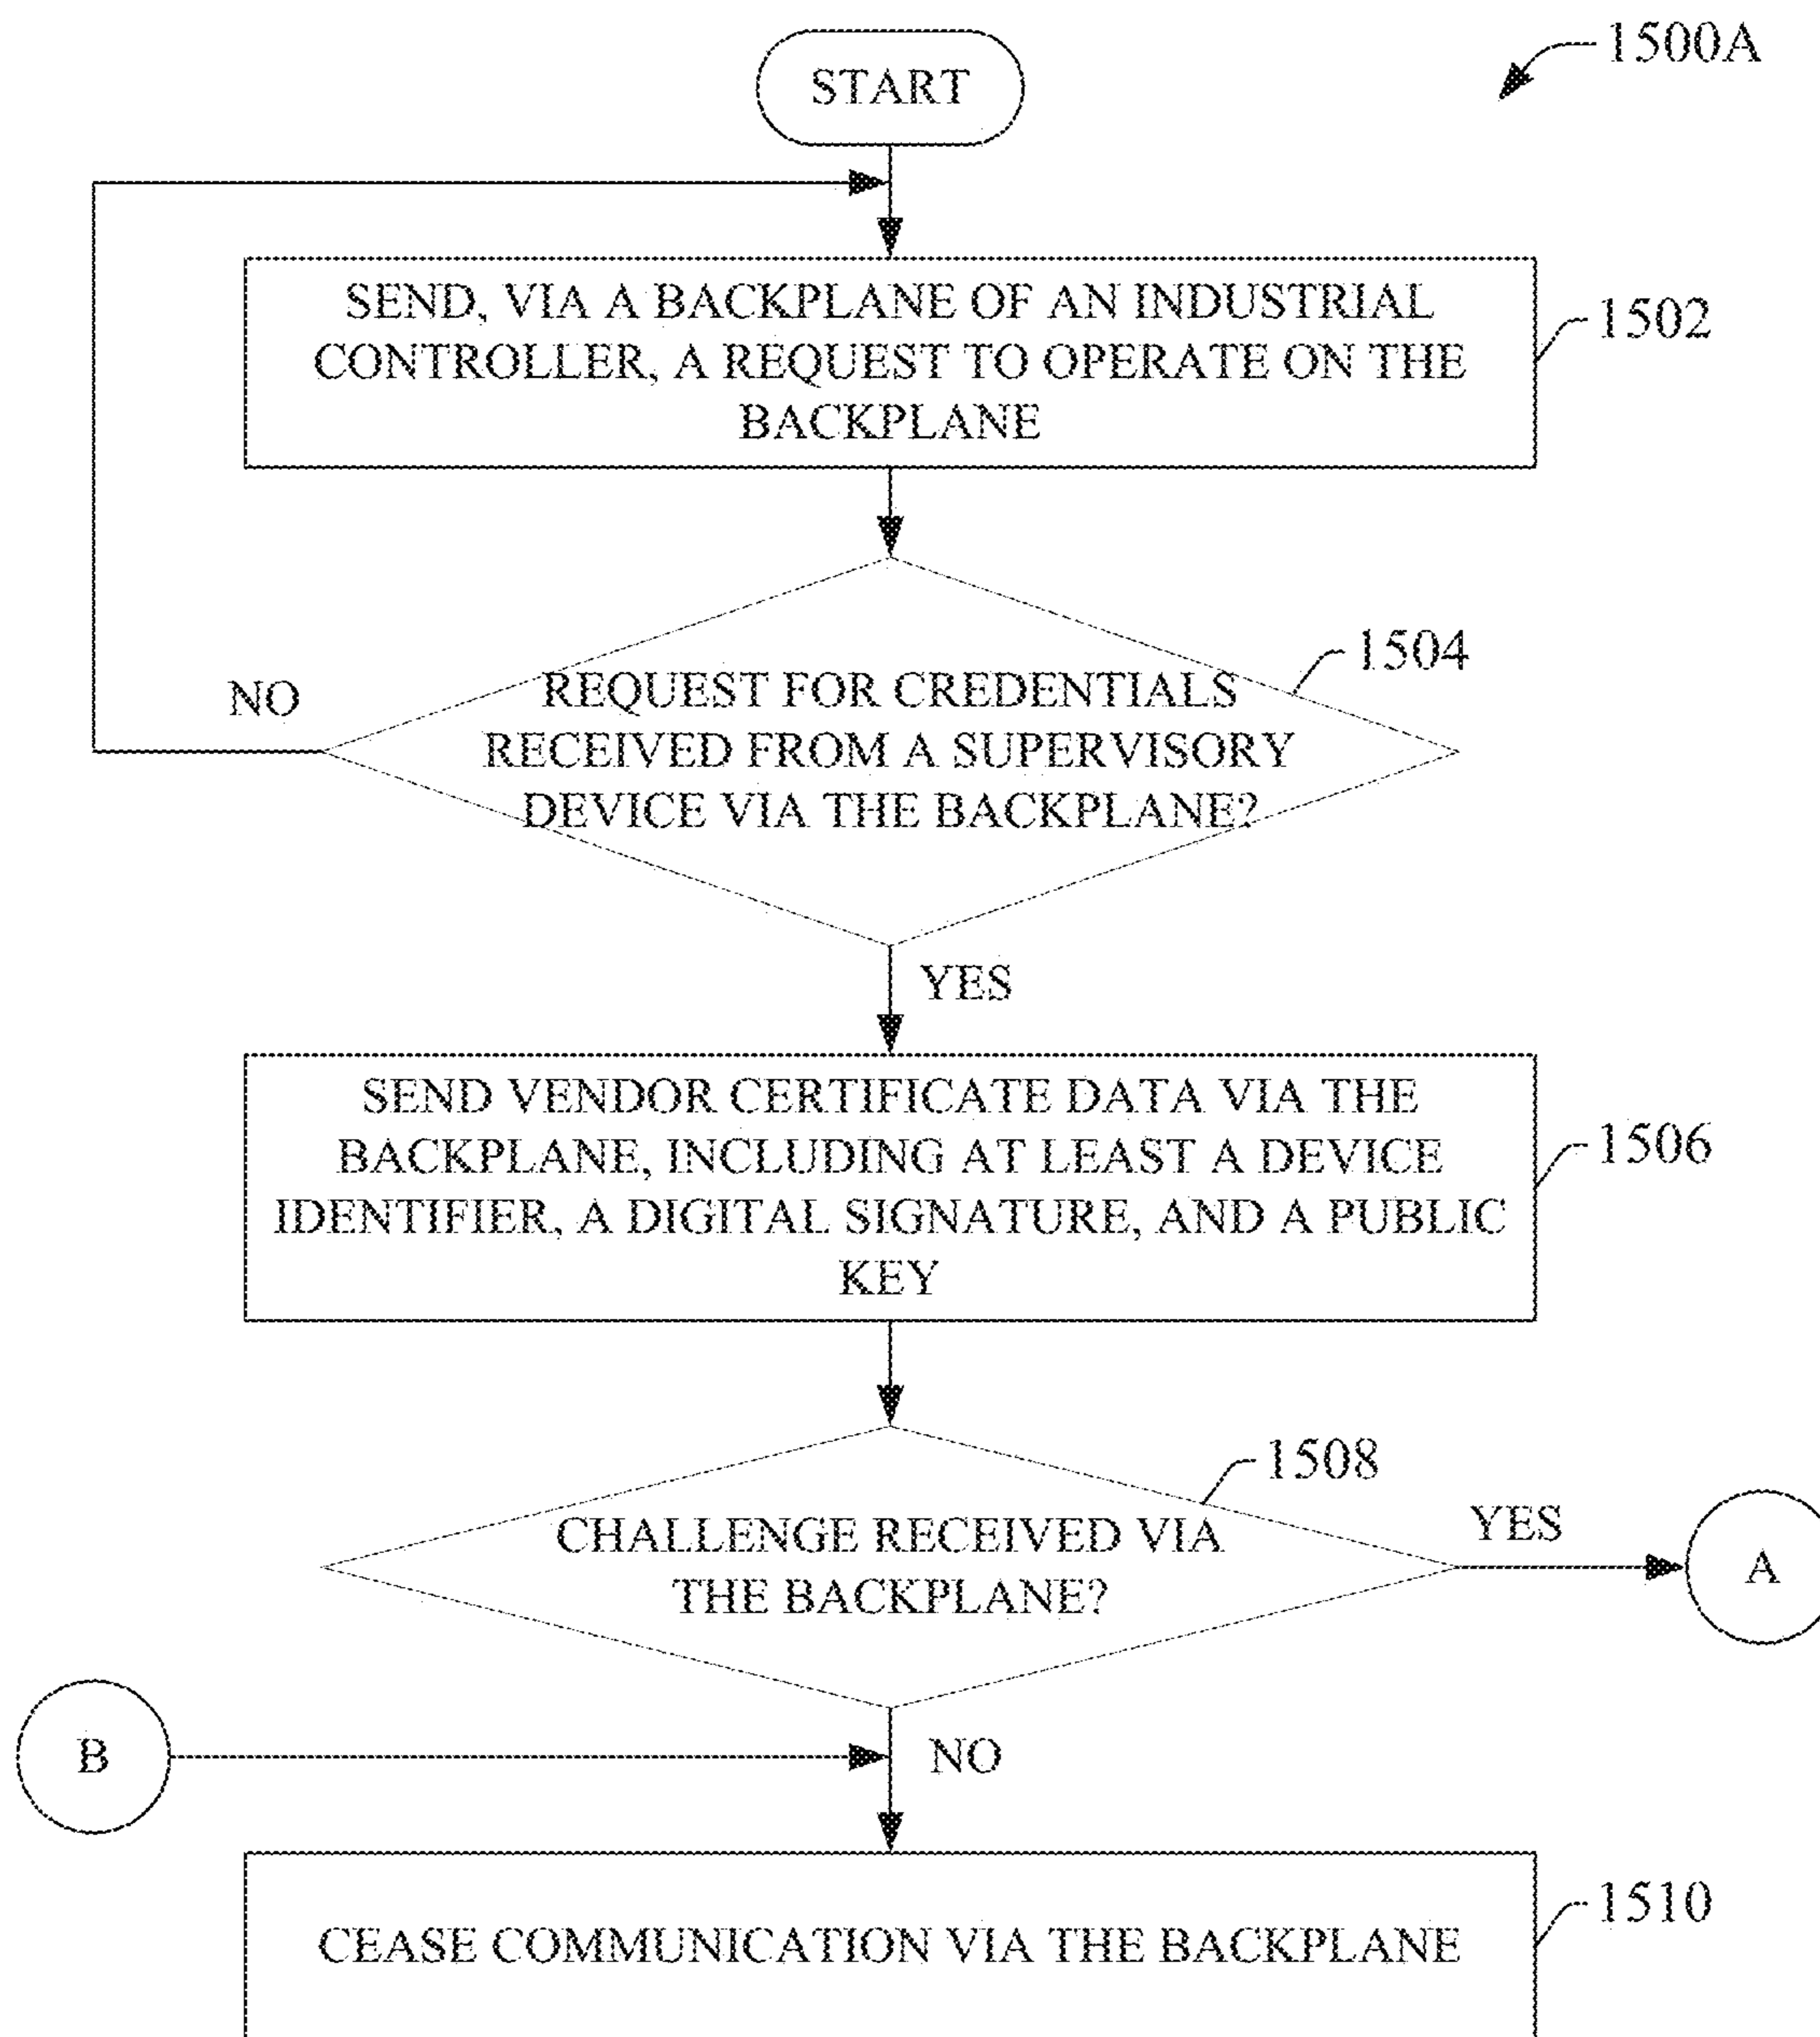 1500A
START
SEND, VIA A BACKPLANE OF AN INDUSTRIAL
CONTROLLER, A REQUEST TO OPERATE ON THE
BACKPLANE
1502
1504
REQUEST FOR CREDENTIALS
RECEIVED FROM A SUPERVISORY
DEVICE VIA THE BACKPLANE?
NO
YES
SEND VENDOR CERTIFICATE DATA VIA THE
BACKPLANE, INCLUDING AT LEAST A DEVICE
IDENTIFIER, A DIGITAL SIGNATURE, AND A PUBLIC
KEY
1506
1508
CHALLENGE RECEIVED VIA
THE BACKPLANE?
YES
A
B
NO
CEASE COMMUNICATION VIA THE BACKPLANE
1510